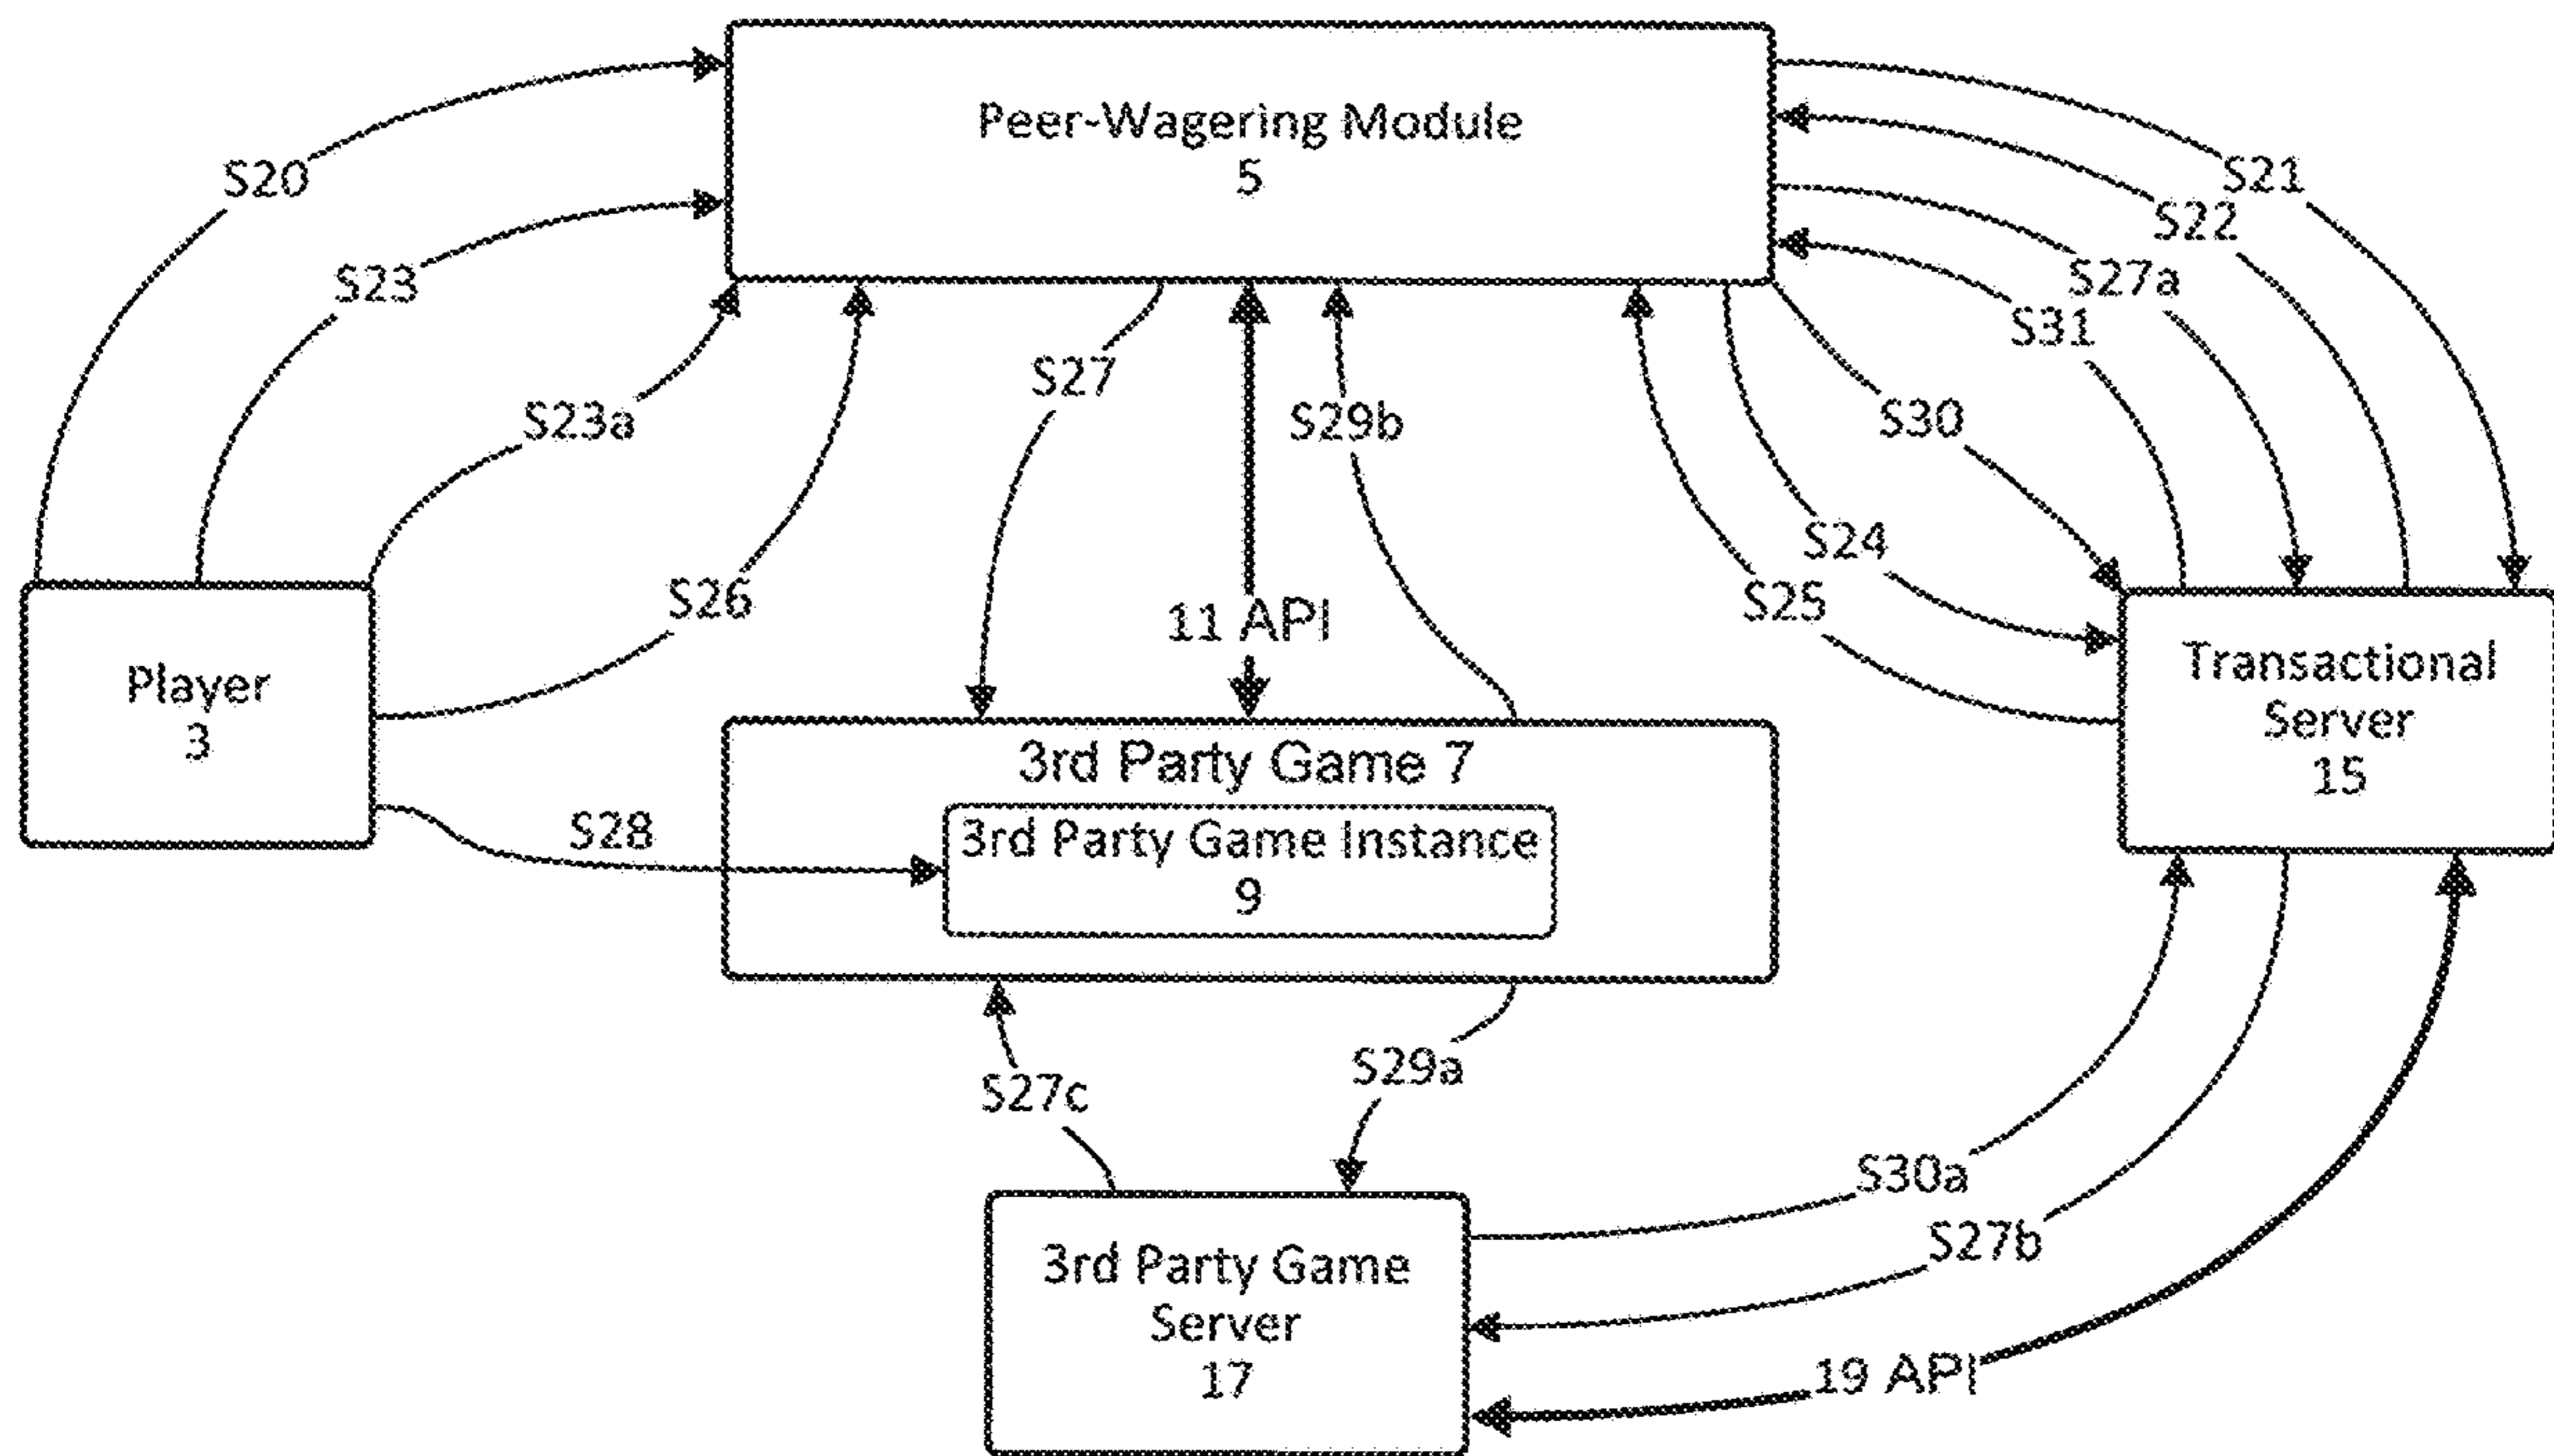 Peer-Wagering Module
5
S20
S21
S22
S23
S27a
S31
S27
S23a
S29b
S30
S24
S26
S25
11 API
Player
3
Transactional
Server
15
3rd Party Game 7
S28
3rd Party Game Instance
9
S29a
S27c
S30a
S27b
3rd Party Game
Server
17
19 API